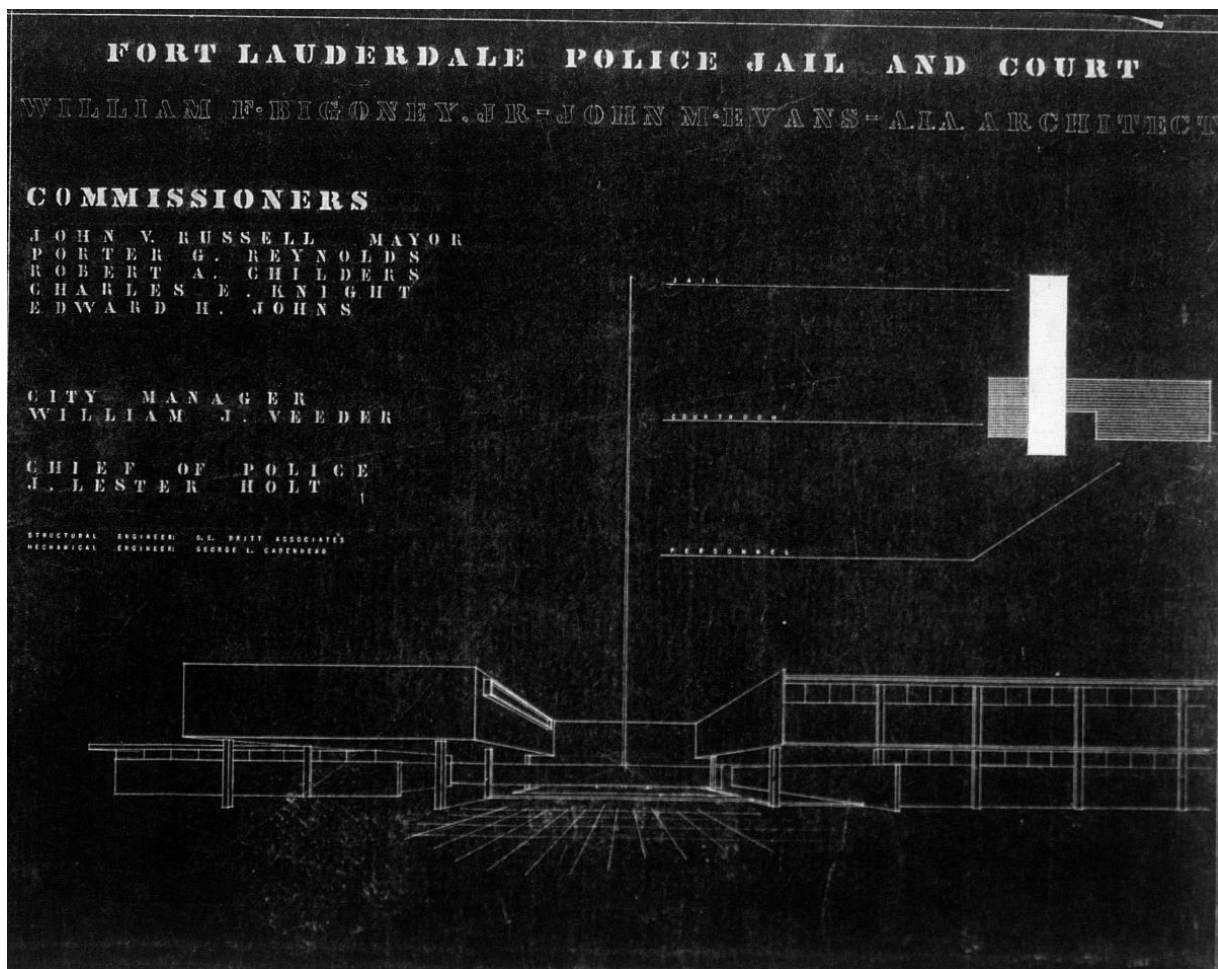 FORT LAUDERDALE POLICE JAIL AND COURT
WILLIAM F. BIGONEY, JR - JOHN M. EVANS - A.I.A. ARCHITECT
COMMISSIONERS
JOHN V. RUSSELL MAYOR
PORTER G. REYNOLDS
ROBERT A. CHILDERS
CHARLES E. KNIGHT
EDWARD H. JOHNS
CITY MANAGER
WILLIAM J. VEEDER
CHIEF OF POLICE
J. LESTER HOLT
STRUCTURAL ENGINEER D.E. BRITT ASSOCIATES
MECHANICAL ENGINEER GEORGE L. CADENHEAD
JAIL
COURTROOM
PERSONNEL